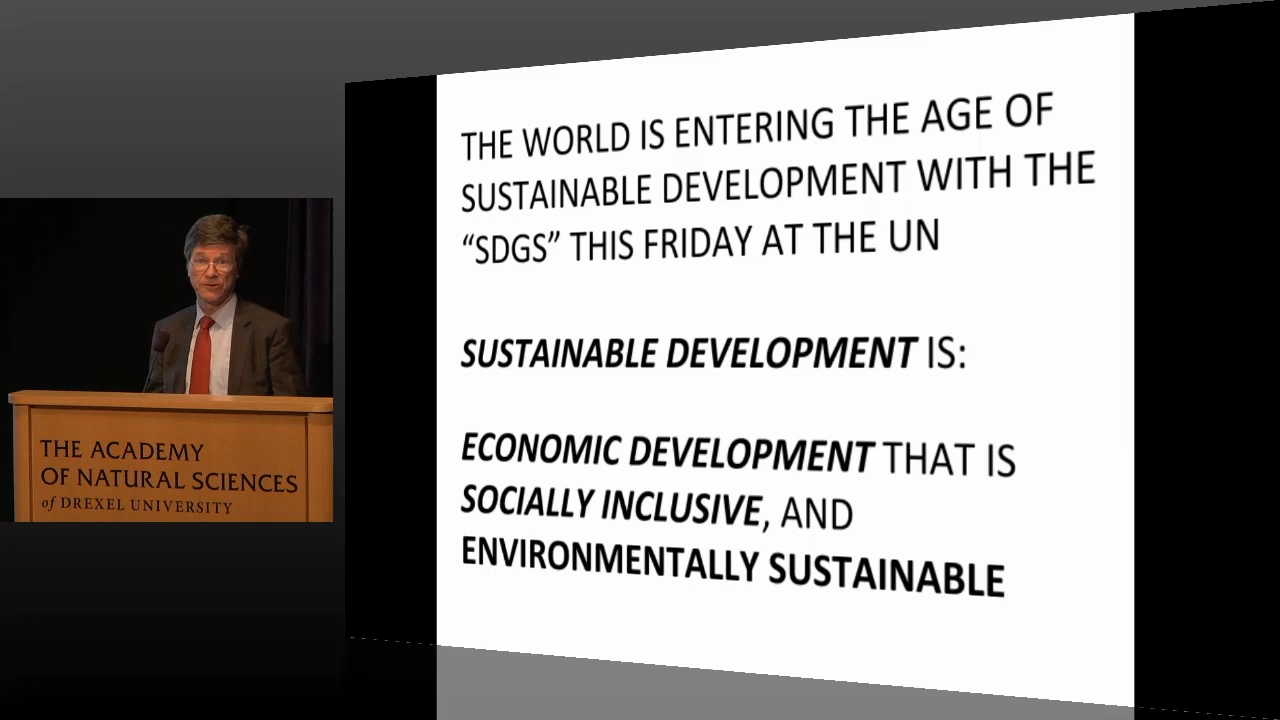 THE WORLD IS ENTERING THE AGE OF
SUSTAINABLE DEVELOPMENT WITH THE
“SDGS” THIS FRIDAY AT THE UN
SUSTAINABLE DEVELOPMENT IS:
ECONOMIC DEVELOPMENT THAT IS
SOCIALLY INCLUSIVE, AND
ENVIRONMENTALLY SUSTAINABLE
THE ACADEMY
OF NATURAL SCIENCES
of DREXEL UNIVERSITY